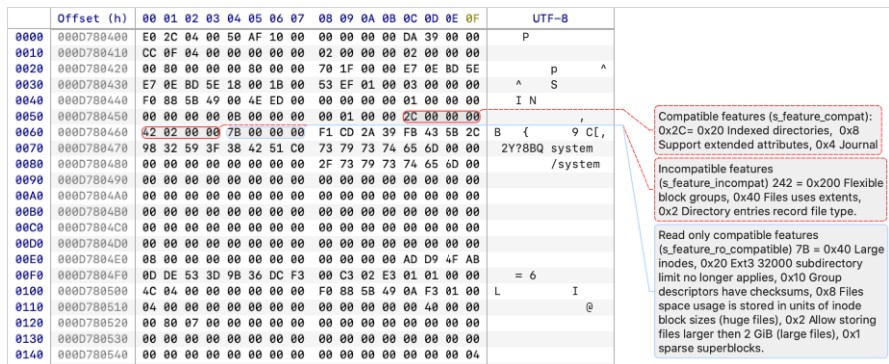 Offset (h) 00 01 02 03 04 05 06 07 08 09 0A 0B 0C 0D 0E 0F UTF-8
0000 000D780400 E0 2C 04 00 50 AF 10 00 00 00 00 00 DA 39 00 00 P
0010 000D780410 CC 0F 04 00 00 00 00 00 02 00 00 00 02 00 00 00
0020 000D780420 00 80 00 00 00 80 00 00 70 1F 00 00 E7 0E BD 5E p ^
0030 000D780430 E7 0E BD 5E 18 00 1B 00 53 EF 01 00 03 00 00 00 ^ S
0040 000D780440 F0 88 5B 49 00 4E ED 00 00 00 00 00 01 00 00 00 I N
0050 000D780450 00 00 00 00 0B 00 00 00 00 01 00 00 2C 00 00 00 ,
0060 000D780460 42 02 00 00 7B 00 00 00 F1 CD 2A 39 FB 43 5B 2C B { 9 C[,
0070 000D780470 98 32 59 3F 38 42 51 C0 73 79 73 74 65 6D 00 00 2Y?8BQ system
0080 000D780480 00 00 00 00 00 00 00 00 2F 73 79 73 74 65 6D 00 /system
0090 000D780490 00 00 00 00 00 00 00 00 00 00 00 00 00 00 00 00
00A0 000D7804A0 00 00 00 00 00 00 00 00 00 00 00 00 00 00 00 00
00B0 000D7804B0 00 00 00 00 00 00 00 00 00 00 00 00 00 00 00 00
00C0 000D7804C0 00 00 00 00 00 00 00 00 00 00 00 00 00 00 00 00
00D0 000D7804D0 00 00 00 00 00 00 00 00 00 00 00 00 00 00 00 00
00E0 000D7804E0 08 00 00 00 00 00 00 00 00 00 00 00 AD D9 4F AB
00F0 000D7804F0 0D DE 53 3D 9B 36 DC F3 00 C3 02 E3 01 01 00 00 = 6
0100 000D780500 4C 04 00 00 00 00 00 00 F0 88 5B 49 0A F3 01 00 L I
0110 000D780510 04 00 00 00 00 00 00 00 00 00 00 00 00 40 00 00 @
0120 000D780520 00 80 07 00 00 00 00 00 00 00 00 00 00 00 00 00
0130 000D780530 00 00 00 00 00 00 00 00 00 00 00 00 00 00 00 00
0140 000D780540 00 00 00 00 00 00 00 00 00 00 00 00 00 00 00 04
Compatible features (s_feature_compat):
0x2C= 0x20 Indexed directories, 0x8
Support extended attributes, 0x4 Journal
Incompatible features
(s_feature_incompat) 242 = 0x200 Flexible
block groups, 0x40 Files uses extents,
0x2 Directory entries record file type.
Read only compatible features
(s_feature_ro_compatible) 7B = 0x40 Large
inodes, 0x20 Ext3 32000 subdirectory
limit no longer applies, 0x10 Group
descriptors have checksums, 0x8 Files
space usage is stored in units of inode
block sizes (huge files), 0x2 Allow storing
files larger then 2 GiB (large files), 0x1
sparse superblocks.